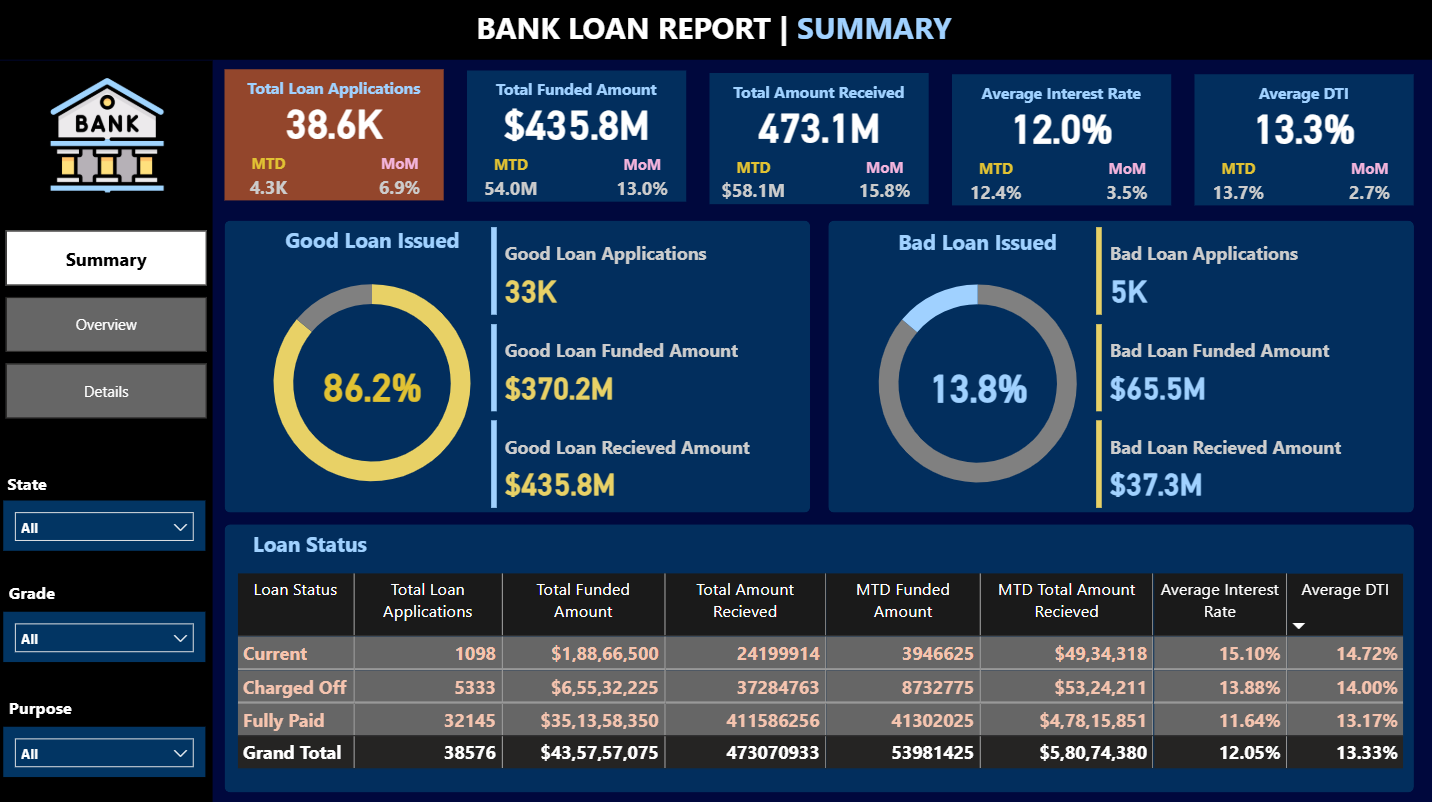 BANK LOAN REPORT | SUMMARY
BANK
Summary
Overview
Details
State
All
Grade
All
Purpose
All
Total Loan Applications
38.6K
MTD MoM
4.3K 6.9%
Total Funded Amount
$435.8M
MTD MoM
54.0M 13.0%
Total Amount Received
473.1M
MTD MoM
$58.1M 15.8%
Average Interest Rate
12.0%
MTD MoM
12.4% 3.5%
Average DTI
13.3%
MTD MoM
13.7% 2.7%
Good Loan Issued
86.2%
Good Loan Applications
33K
Good Loan Funded Amount
$370.2M
Good Loan Recieved Amount
$435.8M
Bad Loan Issued
13.8%
Bad Loan Applications
5K
Bad Loan Funded Amount
$65.5M
Bad Loan Recieved Amount
$37.3M
Loan Status
Loan Status Total Loan Applications Total Funded Amount Total Amount Recieved MTD Funded Amount MTD Total Amount Recieved Average Interest Rate Average DTI
Current 1098 $1,88,66,500 24199914 3946625 $49,34,318 15.10% 14.72%
Charged Off 5333 $6,55,32,225 37284763 8732775 $53,24,211 13.88% 14.00%
Fully Paid 32145 $35,13,58,350 411586256 41302025 $4,78,15,851 11.64% 13.17%
Grand Total 38576 $43,57,57,075 473070933 53981425 $5,80,74,380 12.05% 13.33%